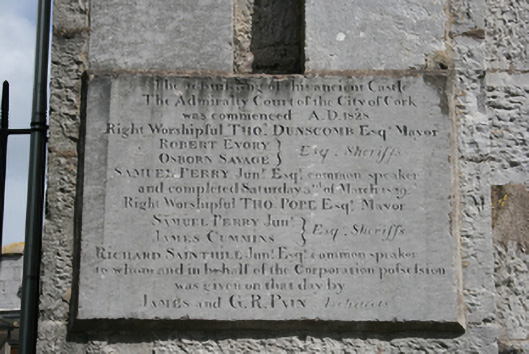 The rebuilding of this ancient Castle
The Admiralty Court of the City of Cork
was commenced A.D. 1828
Right Worshipful THOs. DUNSCOMB Esqr. Mayor
ROBERT EVORY
OSBORN SAVAGE } Esq. Sheriffs
SAMUEL PERRY Junr. Esqr. common speaker
and completed Saturday of March 1829.
Right Worshipful THOs. POPE Esqr. Mayor
SAMUEL PERRY Junr.
JAMES CUMMINS } Esq. Sheriffs
RICHARD SAINTHILL Junr. Esqr. common speaker
to whom and in behalf of the Corporation possession
was given on that day by
JAMES and G.R. PAIN Architects